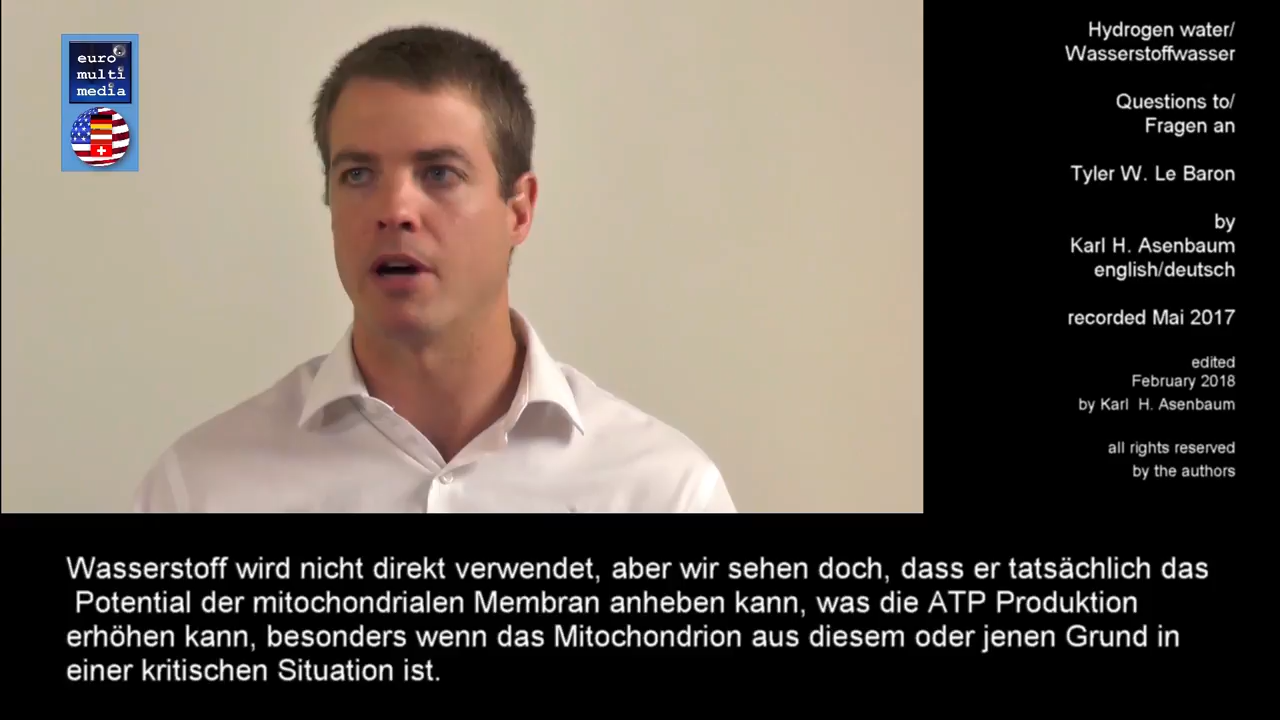 euro
multi
media
Hydrogen water/
Wasserstoffwasser
Questions to/
Fragen an
Tyler W. Le Baron
by
Karl H. Asenbaum
english/deutsch
recorded Mai 2017
edited
February 2018
by Karl H. Asenbaum
all rights reserved
by the authors
Wasserstoff wird nicht direkt verwendet, aber wir sehen doch, dass er tatsächlich das
Potential der mitochondrialen Membran anheben kann, was die ATP Produktion
erhöhen kann, besonders wenn das Mitochondrion aus diesem oder jenen Grund in
einer kritischen Situation ist.